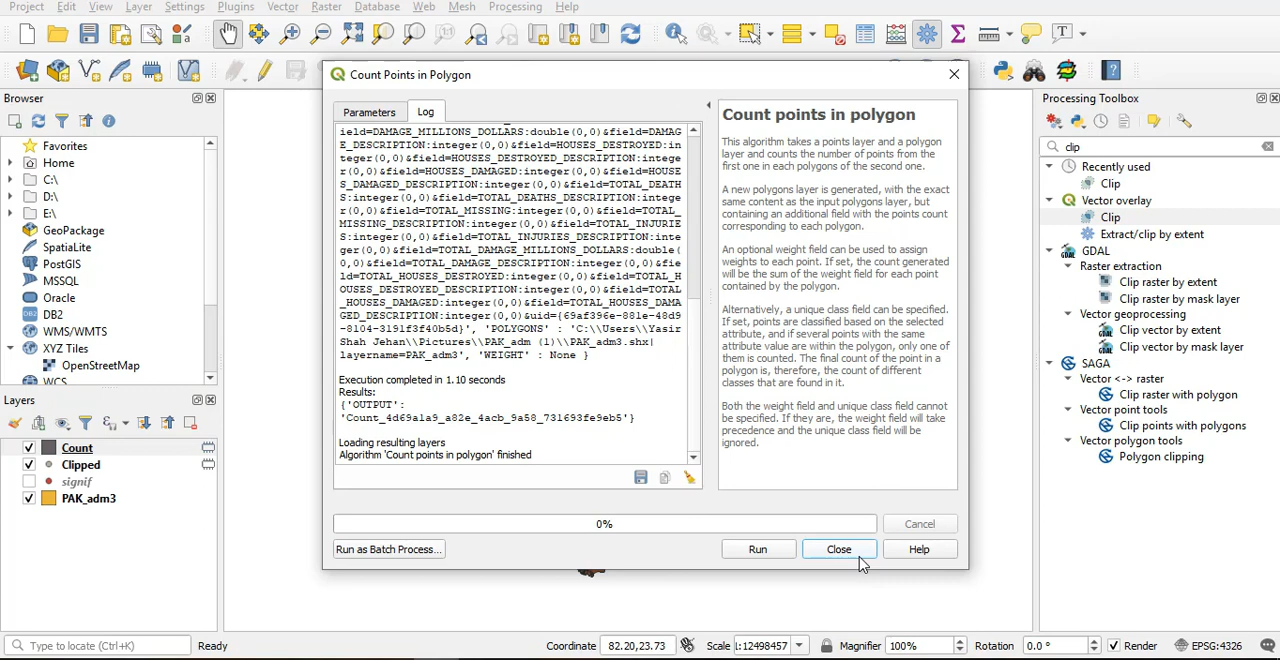 Project Edit View Layer Settings Plugins Vector Raster Database Web Mesh Processing Help
Browser
Favorites
Home
C:\
D:\
E:\
GeoPackage
SpatiaLite
PostGIS
MSSQL
Oracle
DB2
WMS/WMTS
XYZ Tiles
OpenStreetMap
WCS
Layers
Count
Clipped
signif
PAK_adm3
Count Points in Polygon
Parameters Log
ield=DAMAGE_MILLIONS_DOLLARS:double(0,0)&field=DAMAG
E_DESCRIPTION:integer(0,0)&field=HOUSES_DESTROYED:in
teger(0,0)&field=HOUSES_DESTROYED_DESCRIPTION:intege
r(0,0)&field=HOUSES_DAMAGED:integer(0,0)&field=HOUSE
S_DAMAGED_DESCRIPTION:integer(0,0)&field=TOTAL_DEATH
S:integer(0,0)&field=TOTAL_DEATHS_DESCRIPTION:intege
r(0,0)&field=TOTAL_MISSING:integer(0,0)&field=TOTAL_
MISSING_DESCRIPTION:integer(0,0)&field=TOTAL_INJURIE
S:integer(0,0)&field=TOTAL_INJURIES_DESCRIPTION:inte
ger(0,0)&field=TOTAL_DAMAGE_MILLIONS_DOLLARS:double(
0,0)&field=TOTAL_DAMAGE_DESCRIPTION:integer(0,0)&fie
ld=TOTAL_HOUSES_DESTROYED:integer(0,0)&field=TOTAL_H
OUSES_DESTROYED_DESCRIPTION:integer(0,0)&field=TOTAL
_HOUSES_DAMAGED:integer(0,0)&field=TOTAL_HOUSES_DAMA
GED_DESCRIPTION:integer(0,0)&uid={69af396e-881e-48d9
-8104-3191f3f40b6d}', 'POLYGONS' : 'C:\\Users\\Yasir
Shah Jehan\\Pictures\\PAK_adm (1)\\PAK_adm3.shx|
layername=PAK_adm3', 'WEIGHT' : None }
Execution completed in 1.10 seconds
Results:
{'OUTPUT':
'Count_4d65a1a9_a82e_4acb_9a58_731693fe9eb5'}
Loading resulting layers
Algorithm 'Count points in polygon' finished
Count points in polygon
This algorithm takes a points layer and a polygon
layer and counts the number of points from the
first one in each polygons of the second one.
A new polygons layer is generated, with the exact
same content as the input polygons layer, but
containing an additional field with the points count
corresponding to each polygon.
An optional weight field can be used to assign
weights to each point. If set, the count generated
will be the sum of the weight field for each point
contained by the polygon.
Alternatively, a unique class field can be specified.
If set, points are classified based on the selected
attribute, and if several points with the same
attribute value are within the polygon, only one of
them is counted. The final count of the point in a
polygon is, therefore, the count of different
classes that are found in it.
Both the weight field and unique class field cannot
be specified. If they are, the weight field will take
precedence and the unique class field will be
ignored.
0% Cancel
Run as Batch Process... Run Close Help
Processing Toolbox
clip
Recently used
Clip
Vector overlay
Clip
Extract/clip by extent
GDAL
Raster extraction
Clip raster by extent
Clip raster by mask layer
Vector geoprocessing
Clip vector by extent
Clip vector by mask layer
SAGA
Vector <-> raster
Clip raster with polygon
Vector point tools
Clip points with polygons
Vector polygon tools
Polygon clipping
Type to locate (Ctrl+K) Ready Coordinate 82.20,23.73 Scale 1:12498457 Magnifier 100% Rotation 0.0 ° Render EPSG:4326